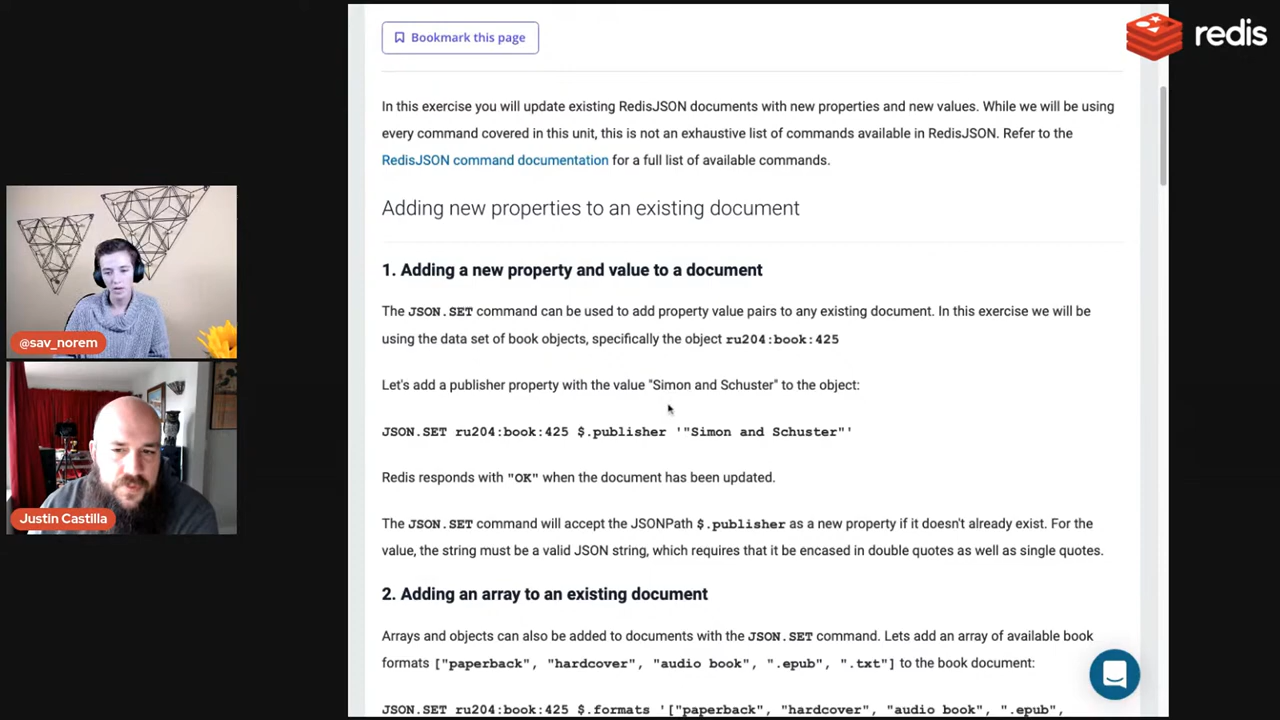 Bookmark this page
redis
In this exercise you will update existing RedisJSON documents with new properties and new values. While we will be using
every command covered in this unit, this is not an exhaustive list of commands available in RedisJSON. Refer to the
RedisJSON command documentation for a full list of available commands.
Adding new properties to an existing document
1. Adding a new property and value to a document
The JSON.SET command can be used to add property value pairs to any existing document. In this exercise we will be
using the data set of book objects, specifically the object ru204:book:425
Let's add a publisher property with the value "Simon and Schuster" to the object:
JSON.SET ru204:book:425 $.publisher '"Simon and Schuster"'
Redis responds with "OK" when the document has been updated.
The JSON.SET command will accept the JSONPath $.publisher as a new property if it doesn't already exist. For the
value, the string must be a valid JSON string, which requires that it be encased in double quotes as well as single quotes.
2. Adding an array to an existing document
Arrays and objects can also be added to documents with the JSON.SET command. Lets add an array of available book
formats ["paperback", "hardcover", "audio book", ".epub", ".txt"] to the book document:
JSON.SET ru204:book:425 $.formats '["paperback", "hardcover", "audio book", ".epub",
@sav_norem
Justin Castilla